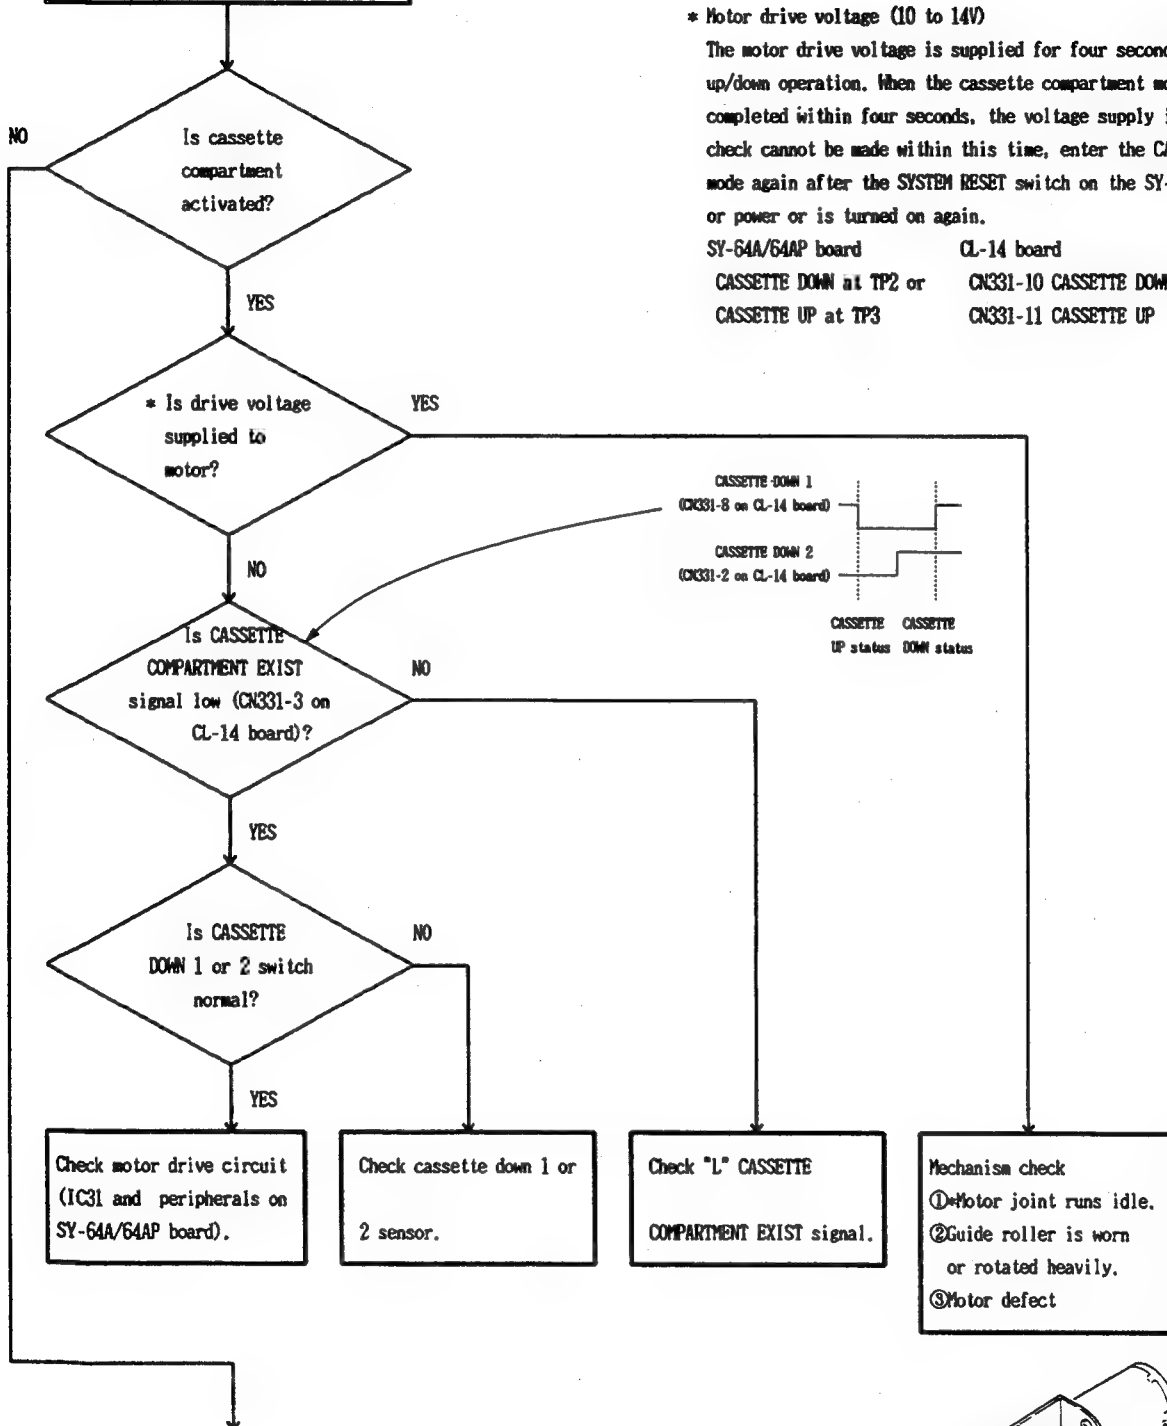 * Motor drive voltage (10 to 14V)
The motor drive voltage is supplied for four
up/down operation. When the cassette compartment
completed within four seconds, the voltage supply
check cannot be made within this time, enter the
mode again after the SYSTEM RESET switch on the
or power or is turned on again.
SY-64A/64AP board CL-14 board
CASSETTE DOWN at TP2 or CN331-10 CASSETTE DOWN
CASSETTE UP at TP3 CN331-11 CASSETTE UP
NO
Is cassette
compartment
activated?
YES
* Is drive voltage
supplied to
motor?
YES
NO
CASSETTE DOWN 1
(CN331-8 on CL-14 board)
CASSETTE DOWN 2
(CN331-2 on CL-14 board)
CASSETTE CASSETTE
UP status DOWN status
Is CASSETTE
COMPARTMENT EXIST
signal low (CN331-3 on
CL-14 board)?
NO
YES
Is CASSETTE
DOWN 1 or 2 switch
normal?
NO
YES
Check motor drive circuit
(IC31 and peripherals on
SY-64A/64AP board).
Check cassette down 1 or
2 sensor.
Check "L" CASSETTE
COMPARTMENT EXIST signal.
Mechanism check
①*Motor joint runs idle.
②Guide roller is worn
or rotated heavily.
③Motor defect